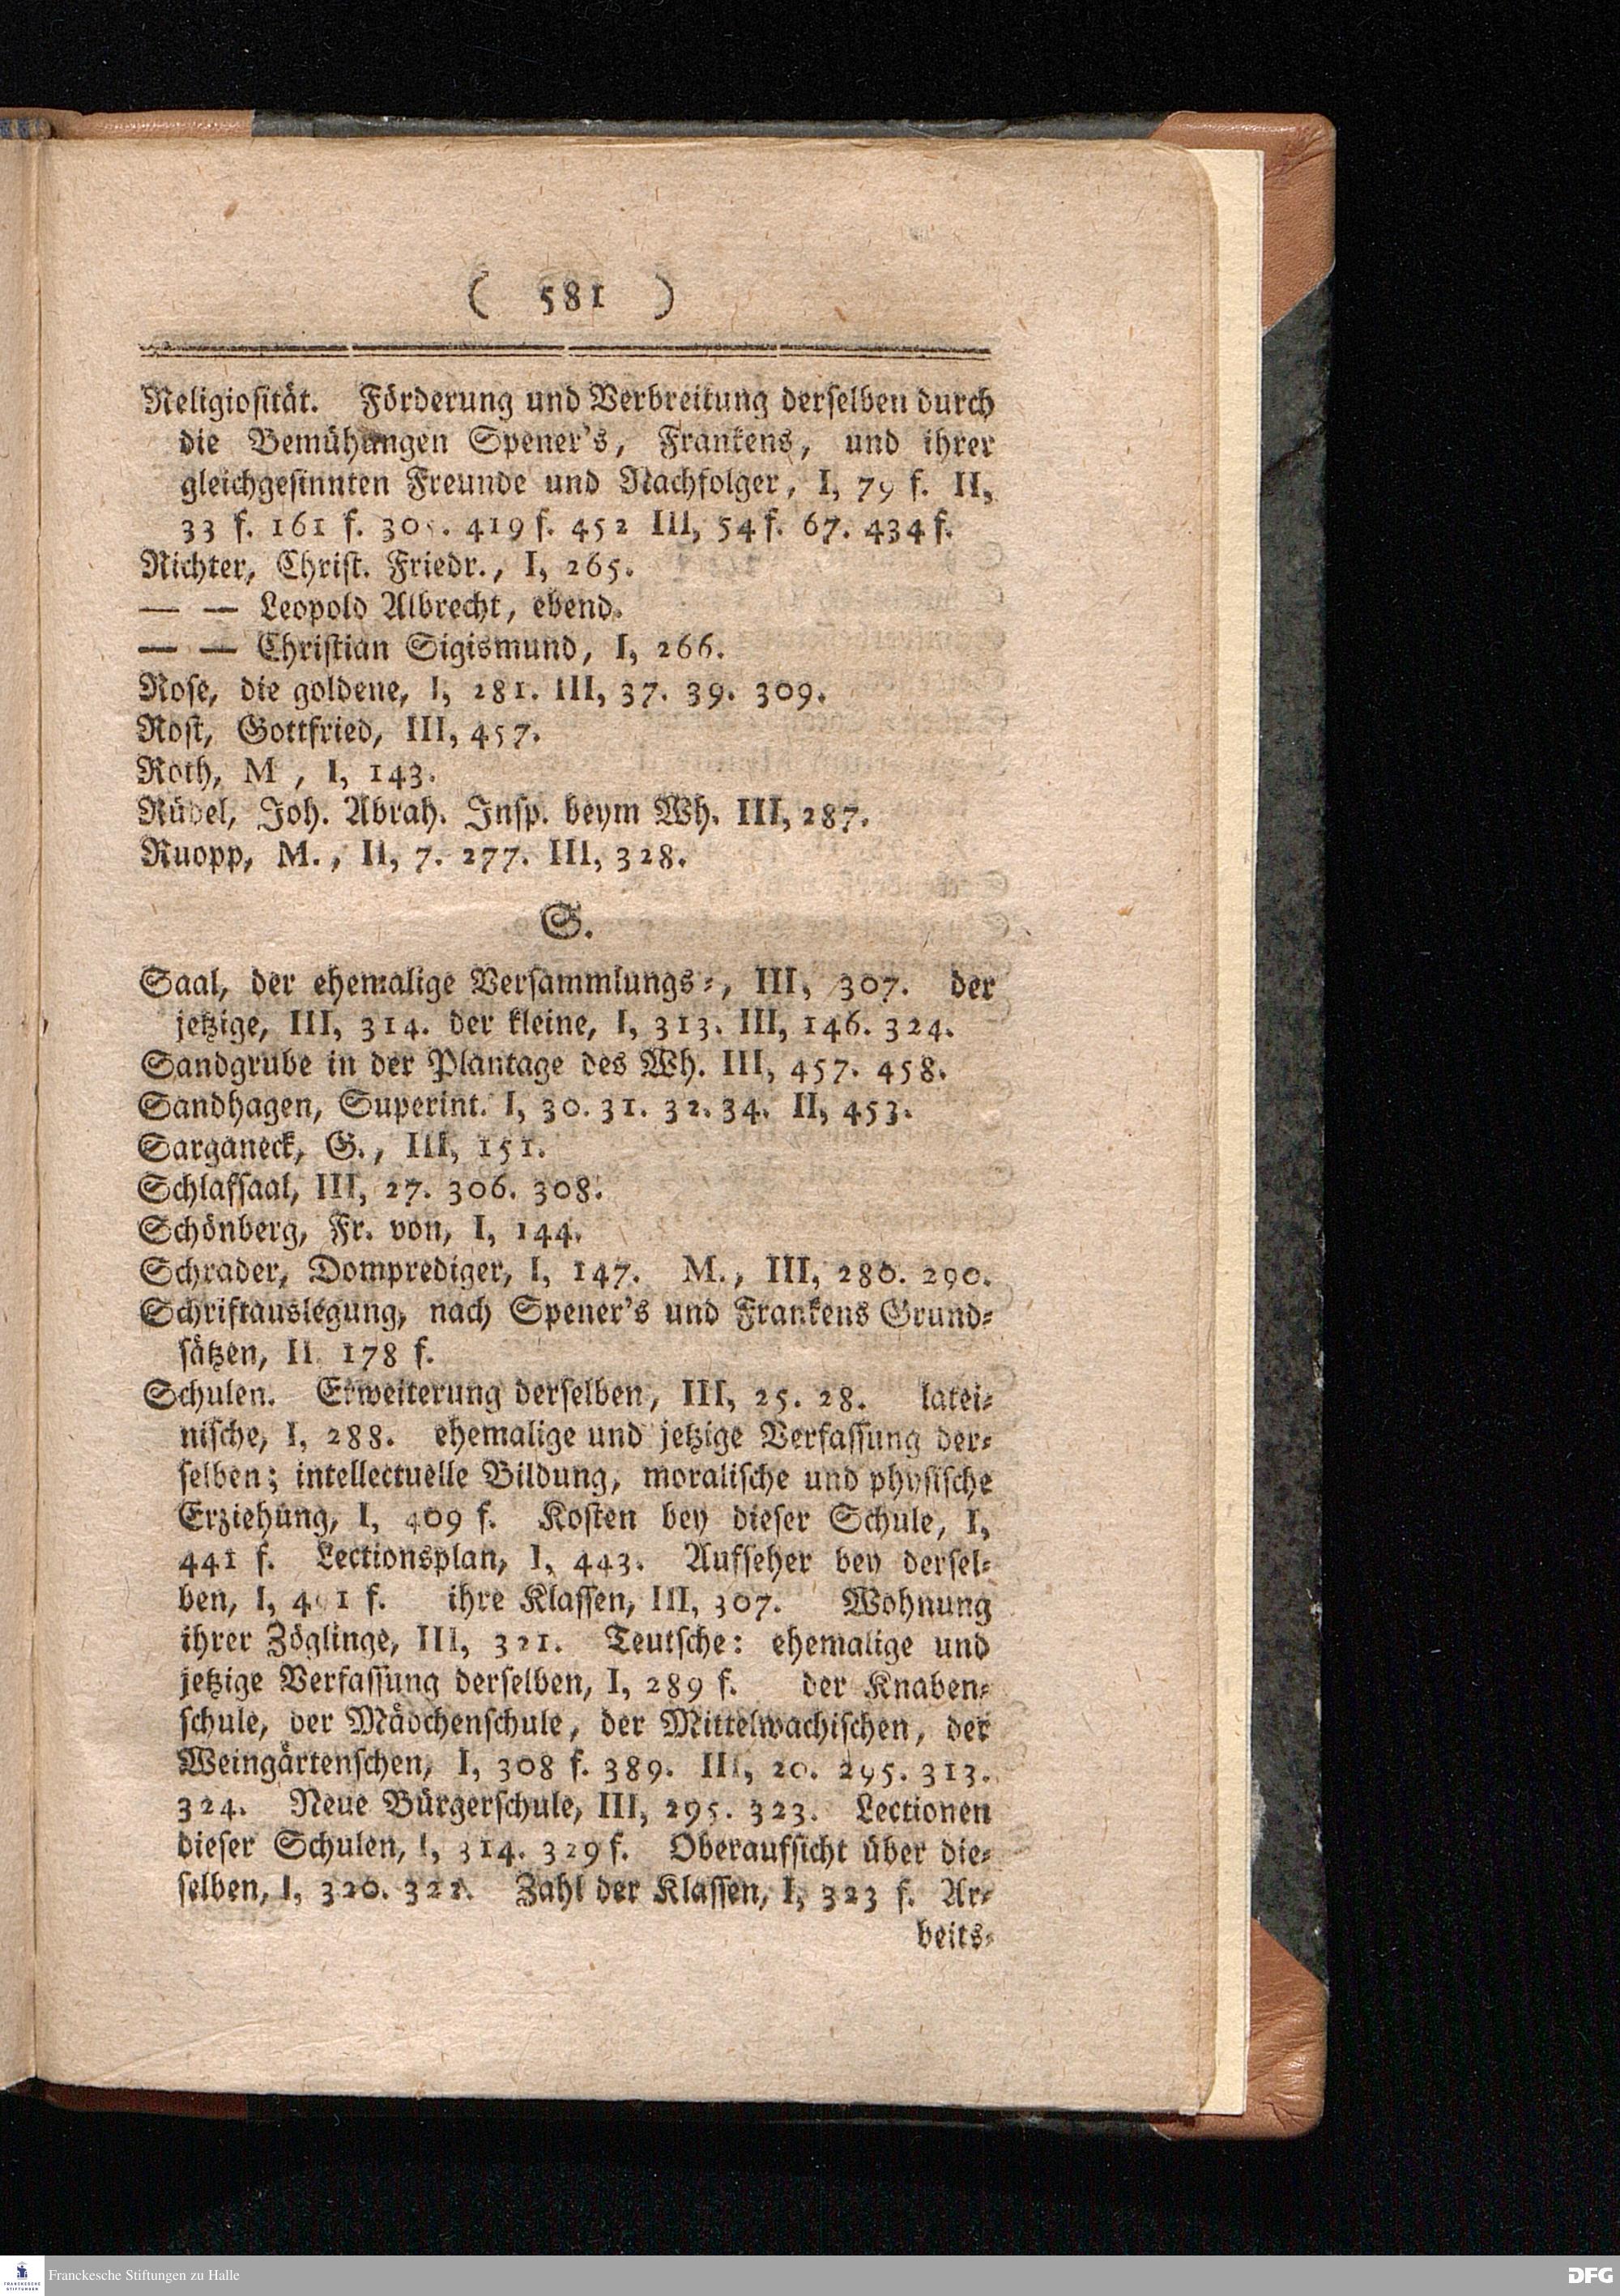 ( 581 )
Religiosität. Förderung und Verbreitung derselben durch
die Bemühungen Spener's, Frankens, und ihrer
gleichgesinnten Freunde und Nachfolger, I, 79 f. II,
33 f. 161 f. 419 f. 452 III, 54 f. 67. 434 f.
Richter, Christ. Friedr., I, 265.
— — Leopold Albrecht, ebend.
— — Christian Sigismund, I, 266.
Rose, die goldene, I, 281. III, 37. 39. 309.
Rost, Gottfried, III, 457.
Roth, M , I, 143.
Rüdel, Joh. Abrah. Insp. beym Wh. III, 287.
Ruopp, M., II, 7. 277. III, 328.
S.
Saal, der ehemalige Versammlungs-, III, 307. der
jetzige, III, 314. der kleine, I, 313. III, 146. 324.
Sandgrube in der Plantage des Wh. III, 457. 458.
Sandhagen, Superint. I, 30. 31. 32. 34. II, 453.
Sarganeck, G., III, 151.
Schlafsaal, III, 27. 306. 308.
Schönberg, Fr. von, I, 144.
Schrader, Domprediger, I, 147. M., III, 280. 290.
Schriftauslegung, nach Spener's und Frankens Grund-
sätzen, II. 178 f.
Schulen. Erweiterung derselben, III, 25. 28. latei-
nische, I, 288. ehemalige und jetzige Verfassung der-
selben; intellectuelle Bildung, moralische und physische
Erziehung, I, 409 f. Kosten bey dieser Schule, I,
441 f. Lectionsplan, I, 443. Aufseher bey dersel-
ben, I, f. ihre Klassen, III, 307. Wohnung
ihrer Zöglinge, III, 321. Teutsche: ehemalige und
jetzige Verfassung derselben, I, 289 f. der Knaben-
schule, der Mädchenschule, der Mittelwachischen, der
Weingärtenschen, I, 308 f. 389. III, 20. 295. 313.
324. Neue Bürgerschule, III, 295. 323. Lectionen
dieser Schulen, I, 314. 329 f. Oberaufsicht über die-
selben, I, 320. Zahl der Klassen, I, 323 f. Ar-
beits-
FRANCKESCHE
STIFTUNGEN
Franckesche Stiftungen zu Halle
DFG